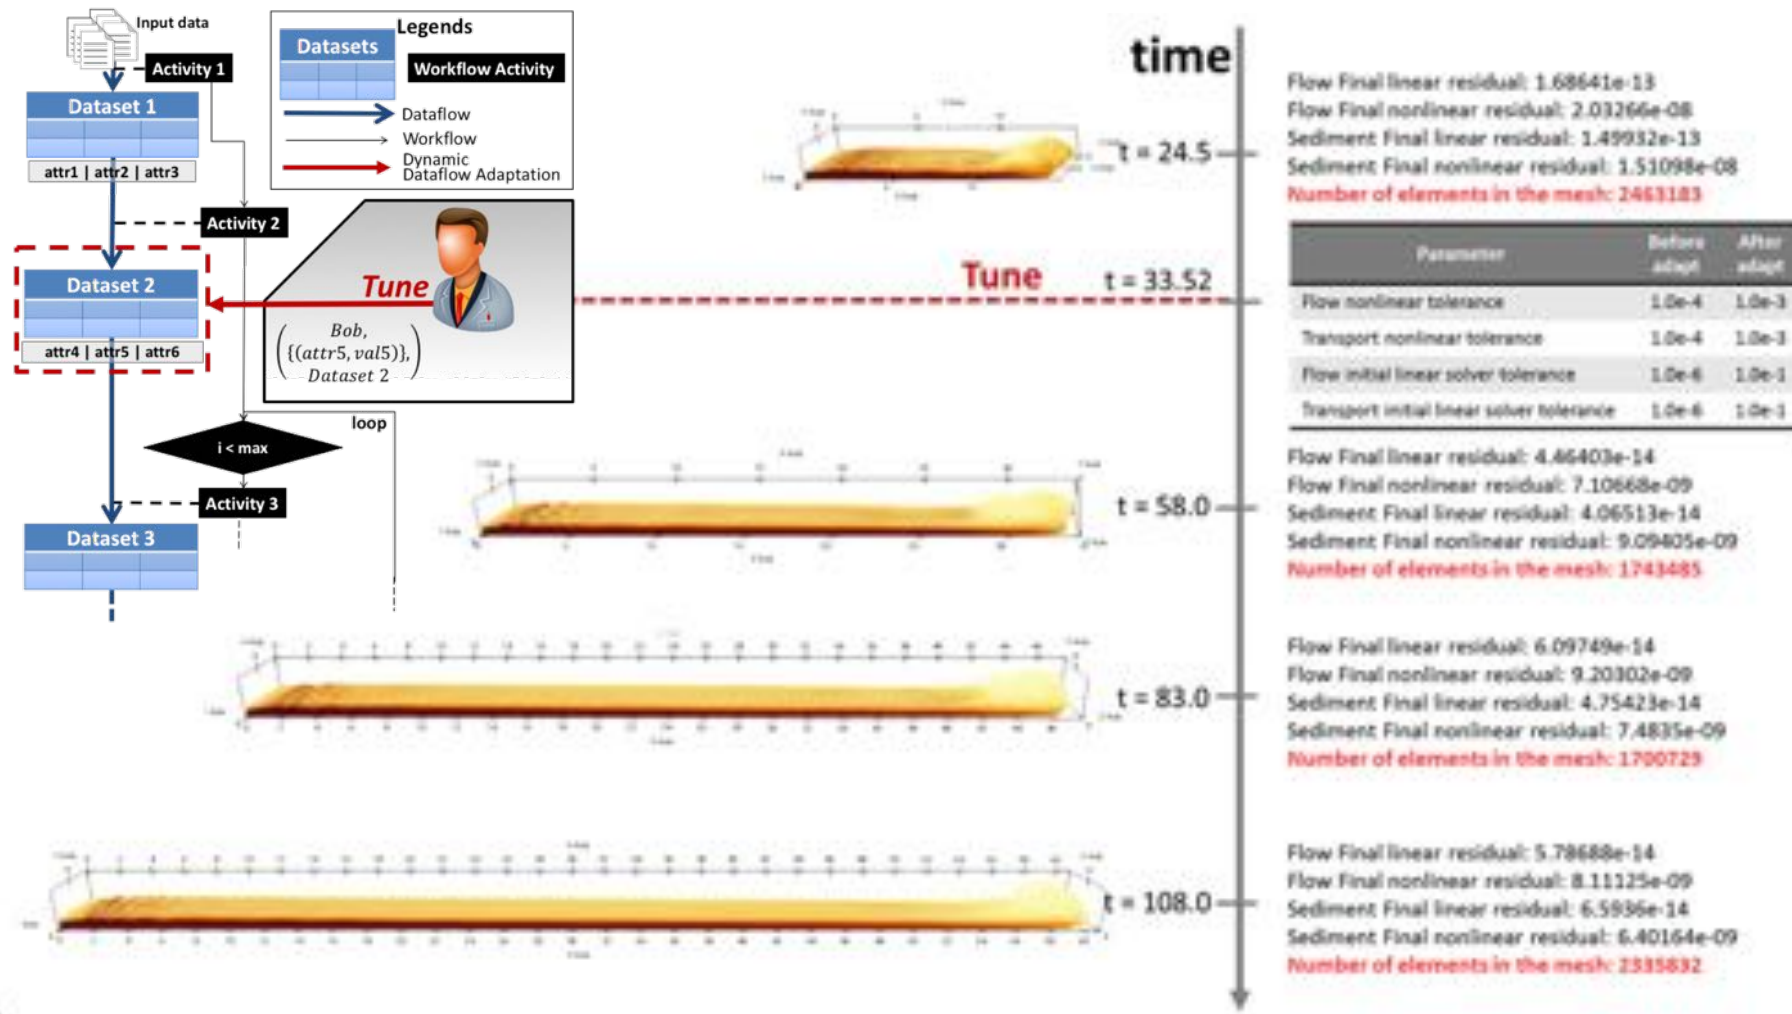 Input data
Activity 1
Dataset 1
attr1 | attr2 | attr3
Activity 2
Dataset 2
attr4 | attr5 | attr6
loop
i < max
Activity 3
Dataset 3
Legends
Datasets
Workflow Activity
Dataflow
Workflow
Dynamic
Dataflow Adaptation
Tune
Bob,
{(attr5, val5)},
Dataset 2
time
t = 24.5
Flow Final linear residual: 1.68641e-13
Flow Final nonlinear residual: 2.03266e-08
Sediment Final linear residual: 1.49932e-13
Sediment Final nonlinear residual: 1.51098e-08
Number of elements in the mesh: 2463183
Tune t = 33.52
Parameter Before adapt After adapt
Flow nonlinear tolerance 1.0e-4 1.0e-3
Transport nonlinear tolerance 1.0e-4 1.0e-3
Flow initial linear solver tolerance 1.0e-6 1.0e-1
Transport initial linear solver tolerance 1.0e-6 1.0e-1
t = 58.0
Flow Final linear residual: 4.46403e-14
Flow Final nonlinear residual: 7.10668e-09
Sediment Final linear residual: 4.06513e-14
Sediment Final nonlinear residual: 9.09405e-09
Number of elements in the mesh: 1743485
t = 83.0
Flow Final linear residual: 6.09749e-14
Flow Final nonlinear residual: 9.20302e-09
Sediment Final linear residual: 4.75423e-14
Sediment Final nonlinear residual: 7.4835e-09
Number of elements in the mesh: 1700729
t = 108.0
Flow Final linear residual: 5.78688e-14
Flow Final nonlinear residual: 8.11125e-09
Sediment Final linear residual: 6.5936e-14
Sediment Final nonlinear residual: 6.40164e-09
Number of elements in the mesh: 2335832